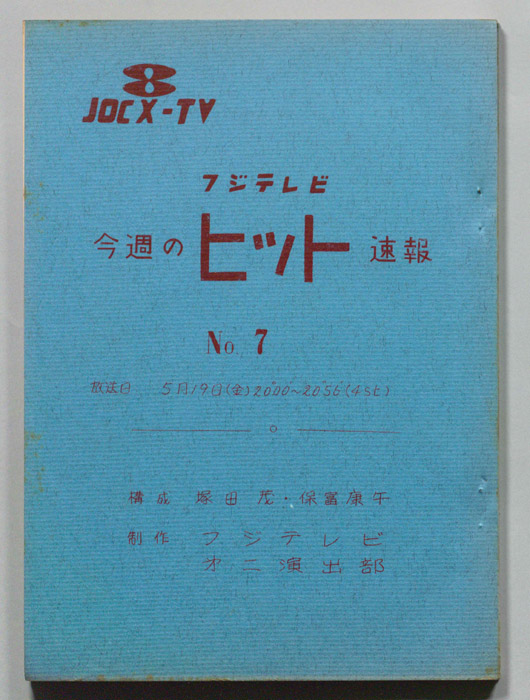 8
JOCX-TV
フジテレビ
今週のヒット速報
No. 7
放送日 5月19日(金)20°00~20°56(4st)
構成 塚田 茂・保富康午
制作 フジテレビ
第二演出部